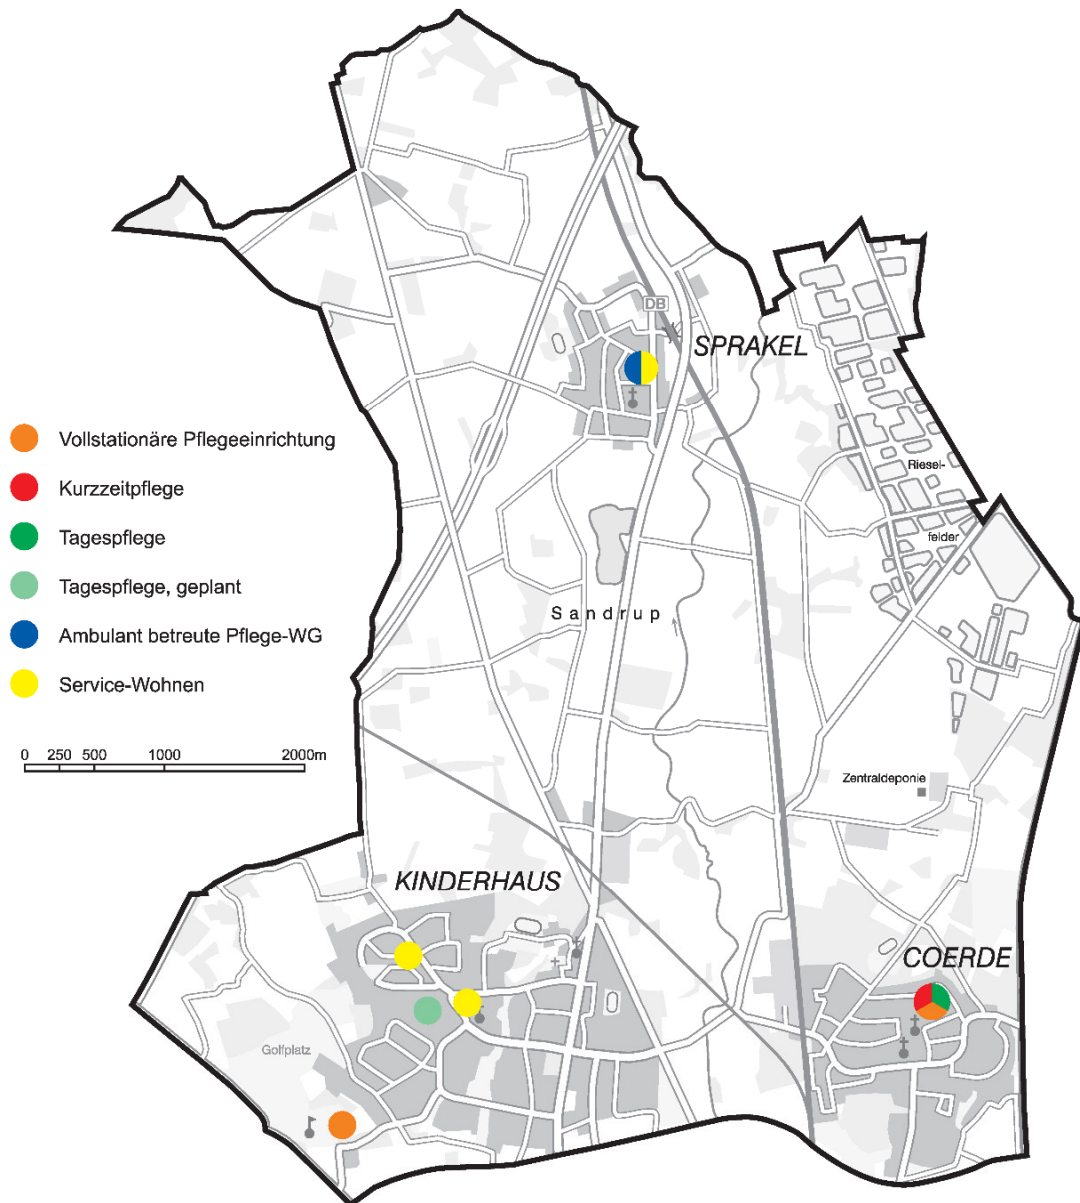 DB
SPRAKEL
Vollstationäre Pflegeeinrichtung
Kurzzeitpflege
Tagespflege
Tagespflege, geplant
Ambulant betreute Pflege-WG
Service-Wohnen
0 250 500 1000 2000m
Riesel-
felder
Sandrup
Zentraldeponie
KINDERHAUS
COERDE
Golfplatz